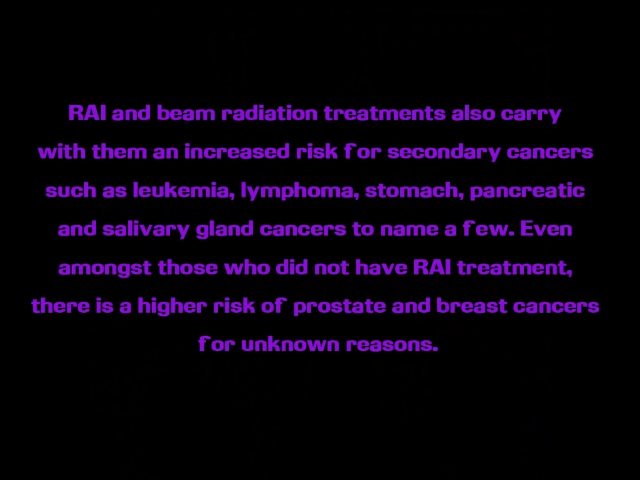 RAI and beam radiation treatments also carry
with them an increased risk for secondary cancers
such as leukemia, lymphoma, stomach, pancreatic
and salivary gland cancers to name a few. Even
amongst those who did not have RAI treatment,
there is a higher risk of prostate and breast cancers
for unknown reasons.